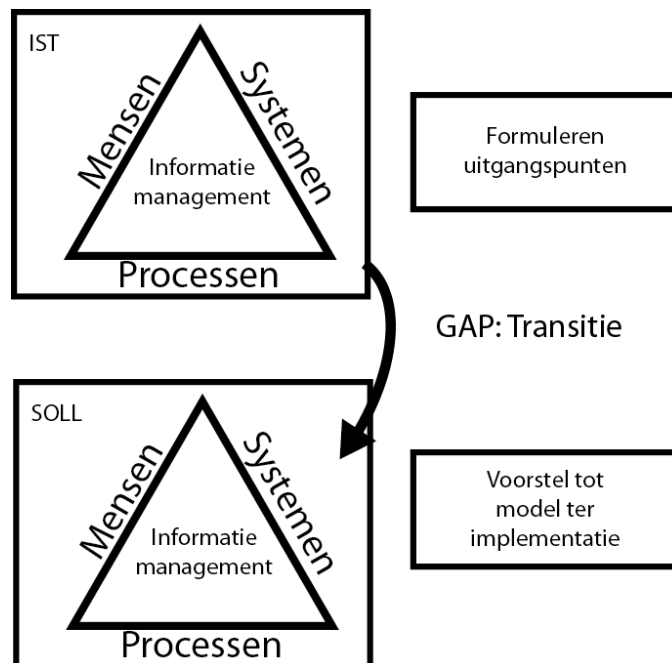 IST
Mensen
Systemen
Informatie
management
Processen
Formuleren
uitgangspunten
GAP: Transitie
SOLL
Mensen
Systemen
Informatie
management
Processen
Voorstel tot
model ter
implementatie